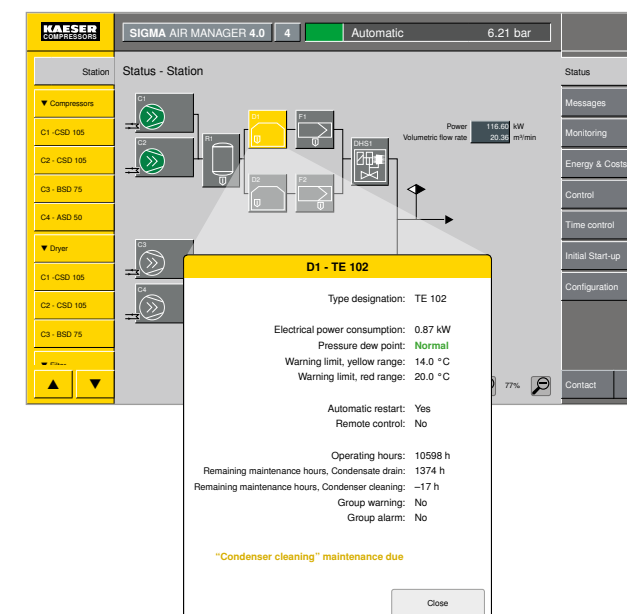 KAESER
COMPRESSORS
SIGMA AIR MANAGER 4.0
4
Automatic
6.21 bar
Station
Status - Station
Status
▼ Compressors
C1 -CSD 105
C2 - CSD 105
C3 - BSD 75
C4 - ASD 50
▼ Dryer
C1 -CSD 105
C2 - CSD 105
C3 - BSD 75
C1
C2
R1
D1
F1
D2
F2
DHS1
C3
C4
Power 116.60 kW
Volumetric flow rate 20.36 m³/min
Messages
Monitoring
Energy & Costs
Control
Time control
Initial Start-up
Configuration
Contact
77%
D1 - TE 102
Type designation: TE 102
Electrical power consumption: 0.87 kW
Pressure dew point: Normal
Warning limit, yellow range: 14.0 °C
Warning limit, red range: 20.0 °C
Automatic restart: Yes
Remote control: No
Operating hours: 10598 h
Remaining maintenance hours, Condensate drain: 1374 h
Remaining maintenance hours, Condenser cleaning: –17 h
Group warning: No
Group alarm: No
“Condenser cleaning” maintenance due
Close